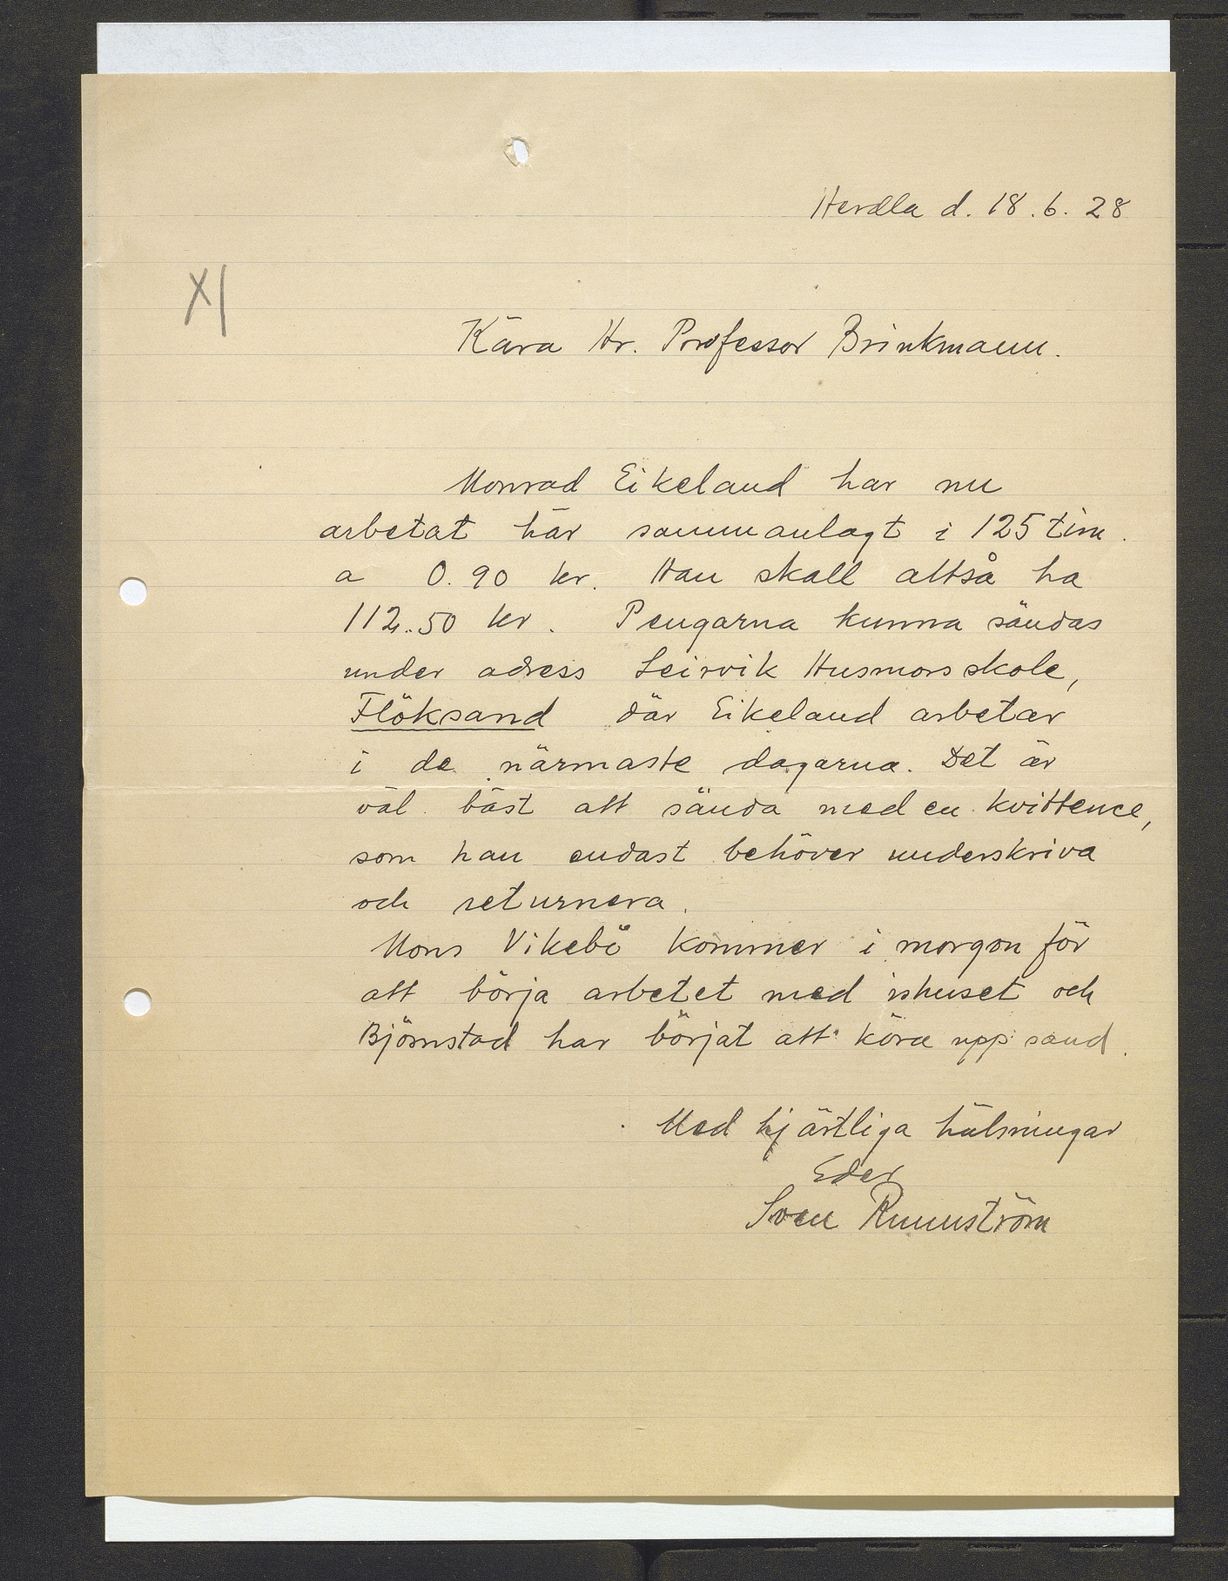 Herdla d. 18.6.28
X|
Kära Hr. Professor Brinkmann.
Monrad Eikeland har nu
arbetat här sammanlagt i 125 tim.
a 0.90 kr. Han skall altså ha
112.50 kr. Pengarna kunna sändas
under adress Leirvik Husmorsskole,
Flöksand där Eikeland arbetar
i de närmaste dagarna. Det är
väl bäst att sända med en kvittence,
som han endast behöver underskriva
och returnera.
Mons Vikebö kommer i morgon för
att börja arbetet med ishuset och
Björnstad har börjat att köra upp sand.
Med hjärtliga hälsningar
Eder
Sven Runnström